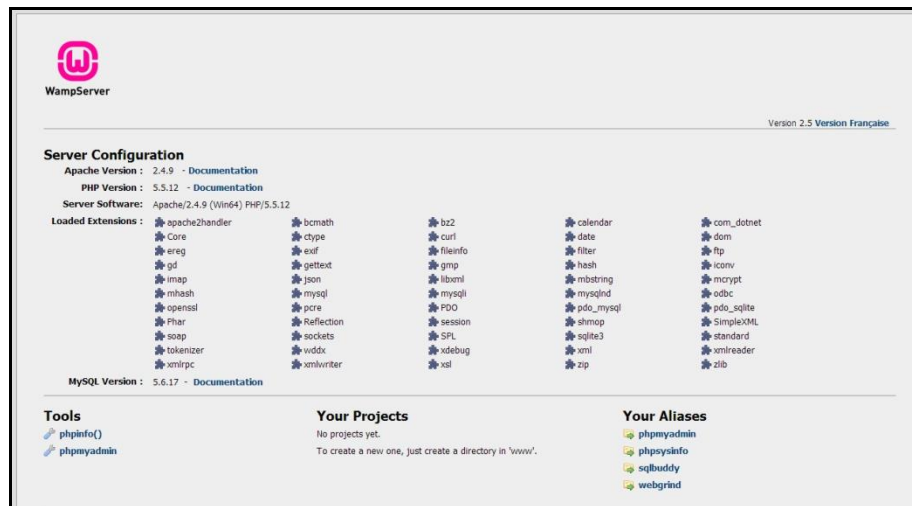 WampServer
Version 2.5 Version Française
Server Configuration
Apache Version : 2.4.9 - Documentation
PHP Version : 5.5.12 - Documentation
Server Software: Apache/2.4.9 (Win64) PHP/5.5.12
Loaded Extensions : apache2handler bcmath bz2 calendar com_dotnet
Core ctype curl date dom
ereg exif fileinfo filter ftp
gd gettext gmp hash iconv
imap json libxml mbstring mcrypt
mhash mysql mysqli mysqlnd odbc
openssl pcre PDO pdo_mysql pdo_sqlite
Phar Reflection session shmop SimpleXML
soap sockets SPL sqlite3 standard
tokenizer wddx xdebug xml xmlreader
xmlrpc xmlwriter xsl zip zlib
MySQL Version : 5.6.17 - Documentation
Tools
phpinfo()
phpmyadmin
Your Projects
No projects yet.
To create a new one, just create a directory in 'www'.
Your Aliases
phpmyadmin
phpsysinfo
sqlbuddy
webgrind